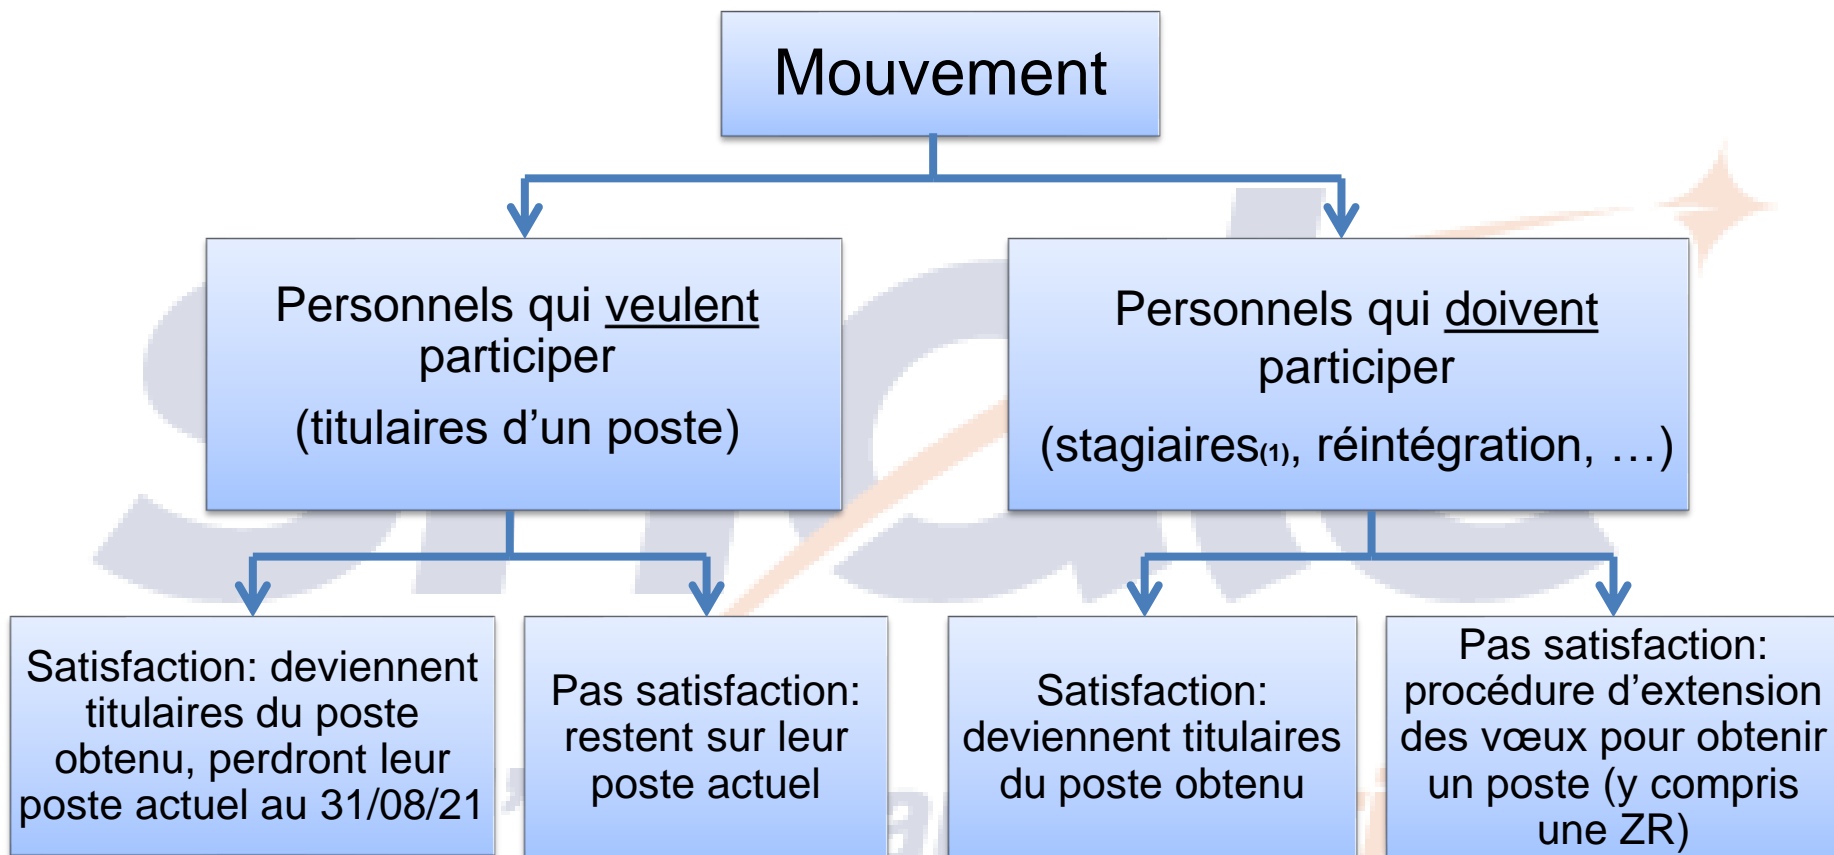 Mouvement
Personnels qui veulent
participer
(titulaires d’un poste)
Personnels qui doivent
participer
(stagiaires(1), réintégration, …)
Satisfaction: deviennent
titulaires du poste
obtenu, perdront leur
poste actuel au 31/08/21
Pas satisfaction:
restent sur leur
poste actuel
Satisfaction:
deviennent titulaires
du poste obtenu
Pas satisfaction:
procédure d’extension
des vœux pour obtenir
un poste (y compris
une ZR)